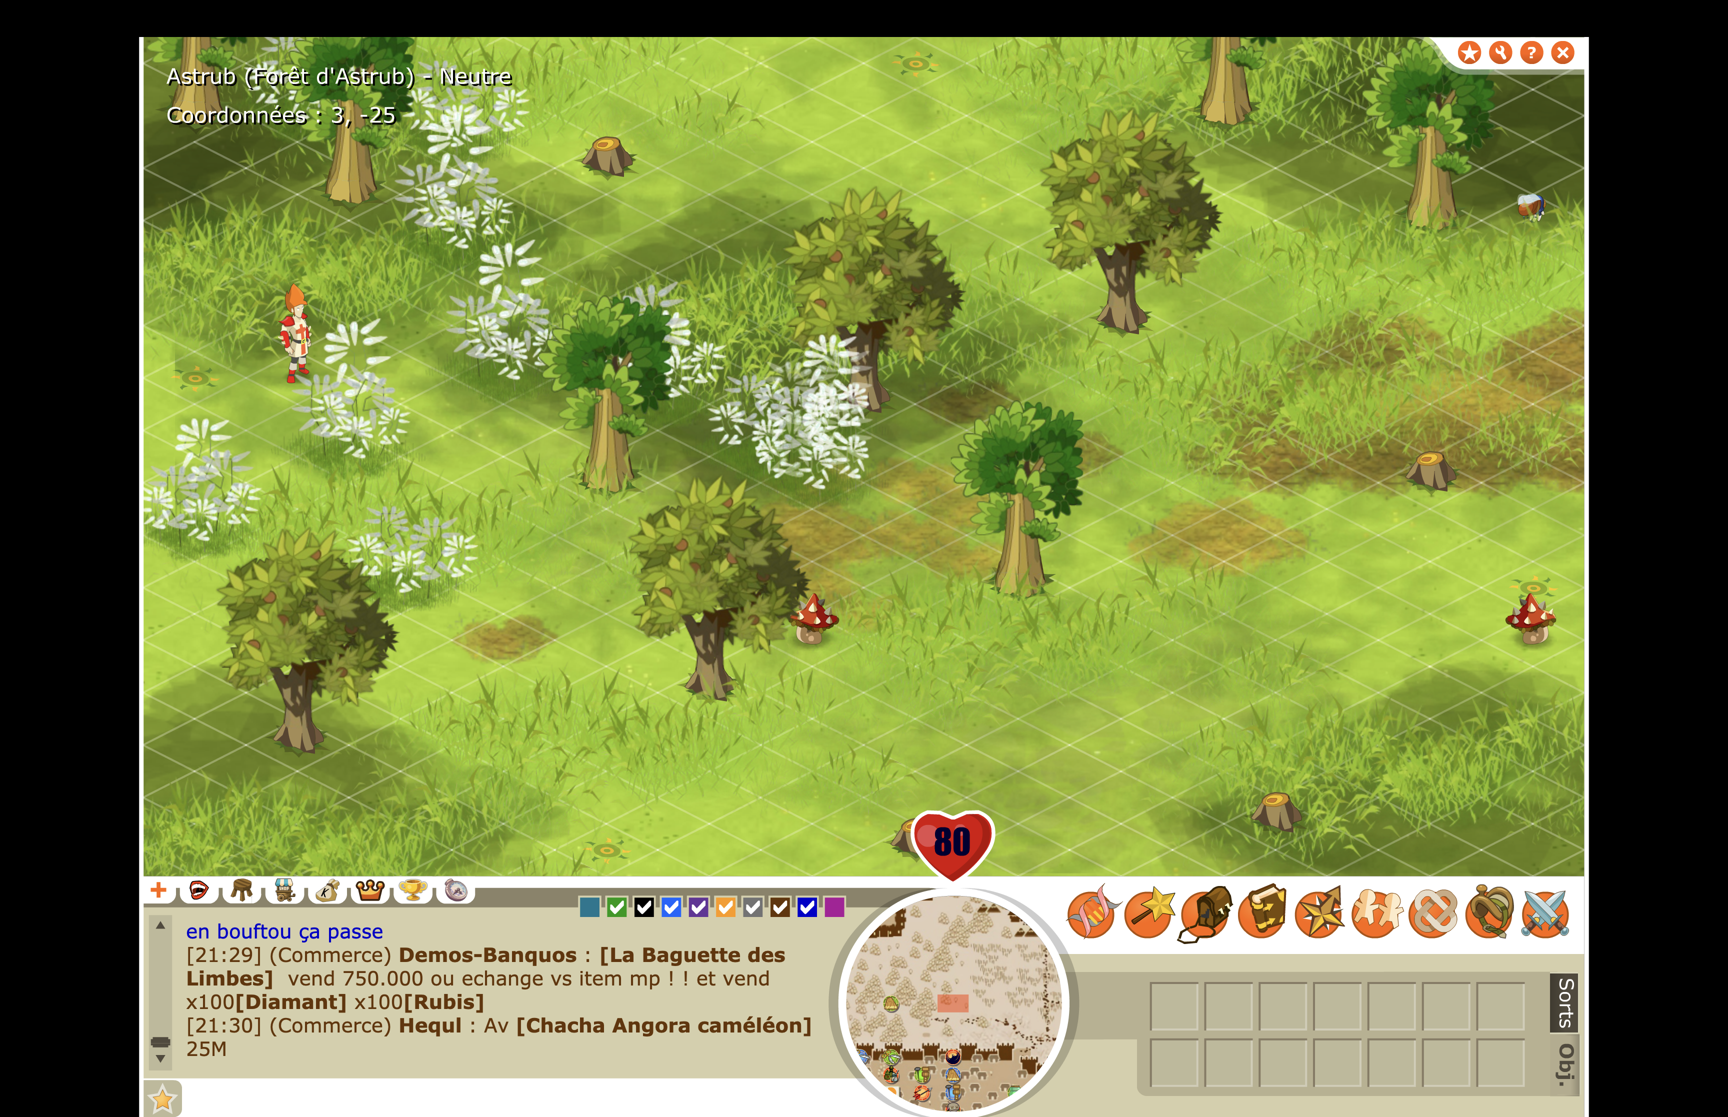 Astrub (Forêt d'Astrub) - Neutre
Coordonnées : 3, -25
?
80
en bouftou ça passe
[21:29] (Commerce) Demos-Banquos : [La Baguette des
Limbes]  vend 750.000 ou echange vs item mp ! ! et vend
x100[Diamant] x100[Rubis]
[21:30] (Commerce) Hequl : Av [Chacha Angora caméléon]
25M
Sorts
Obj.